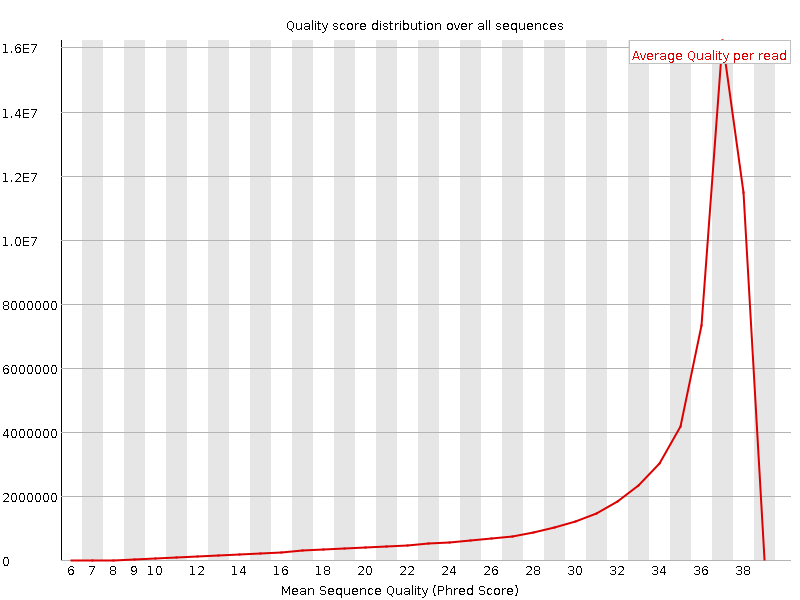 Quality score distribution over all sequences
Average Quality per read
1.6E7
1.4E7
1.2E7
1.0E7
8000000
6000000
4000000
2000000
0
6 7 8 9 10 12 14 16 18 20 22 24 26 28 30 32 34 36 38
Mean Sequence Quality (Phred Score)